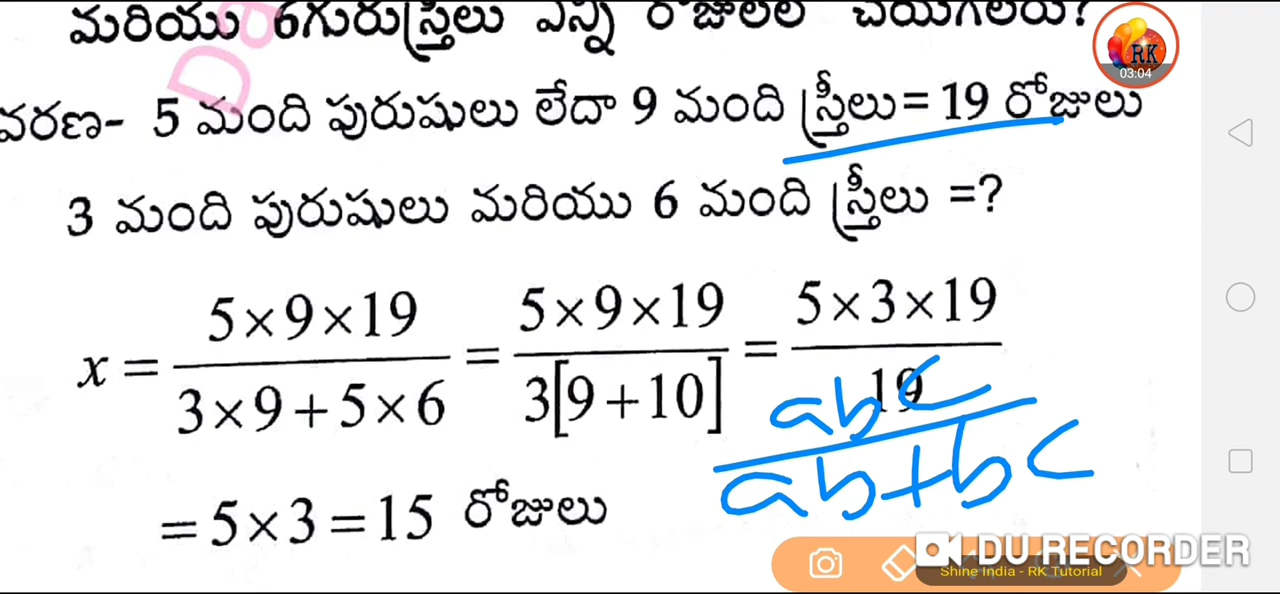 మరియు 6గురు స్త్రీలు ఎన్ని రోజులలో చేయగలరు?
RK
03:04
వరణ- 5 మంది పురుషులు లేదా 9 మంది స్త్రీలు = 19 రోజులు
3 మంది పురుషులు మరియు 6 మంది స్త్రీలు =?
x = 5×9×19 / 3×9+5×6 = 5×9×19 / 3[9+10] = 5×3×19 / 19
abc
ab+bc
= 5×3 = 15 రోజులు
DU RECORDER
Shine India - RK Tutorial